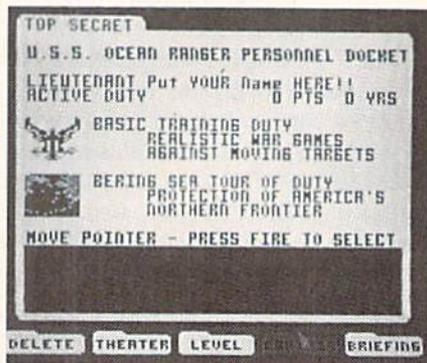 TOP SECRET
U.S.S. OCEAN RANGER PERSONNEL DOCKET
LIEUTENANT Put YOUR Name HERE!!
ACTIVE DUTY 0 PTS 0 YRS
BASIC TRAINING DUTY
REALISTIC WAR GAMES
AGAINST MOVING TARGETS
BERING SEA TOUR OF DUTY
PROTECTION OF AMERICA'S
NORTHERN FRONTIER
MOVE POINTER - PRESS FIRE TO SELECT
DELETE THEATER LEVEL BRIEFING